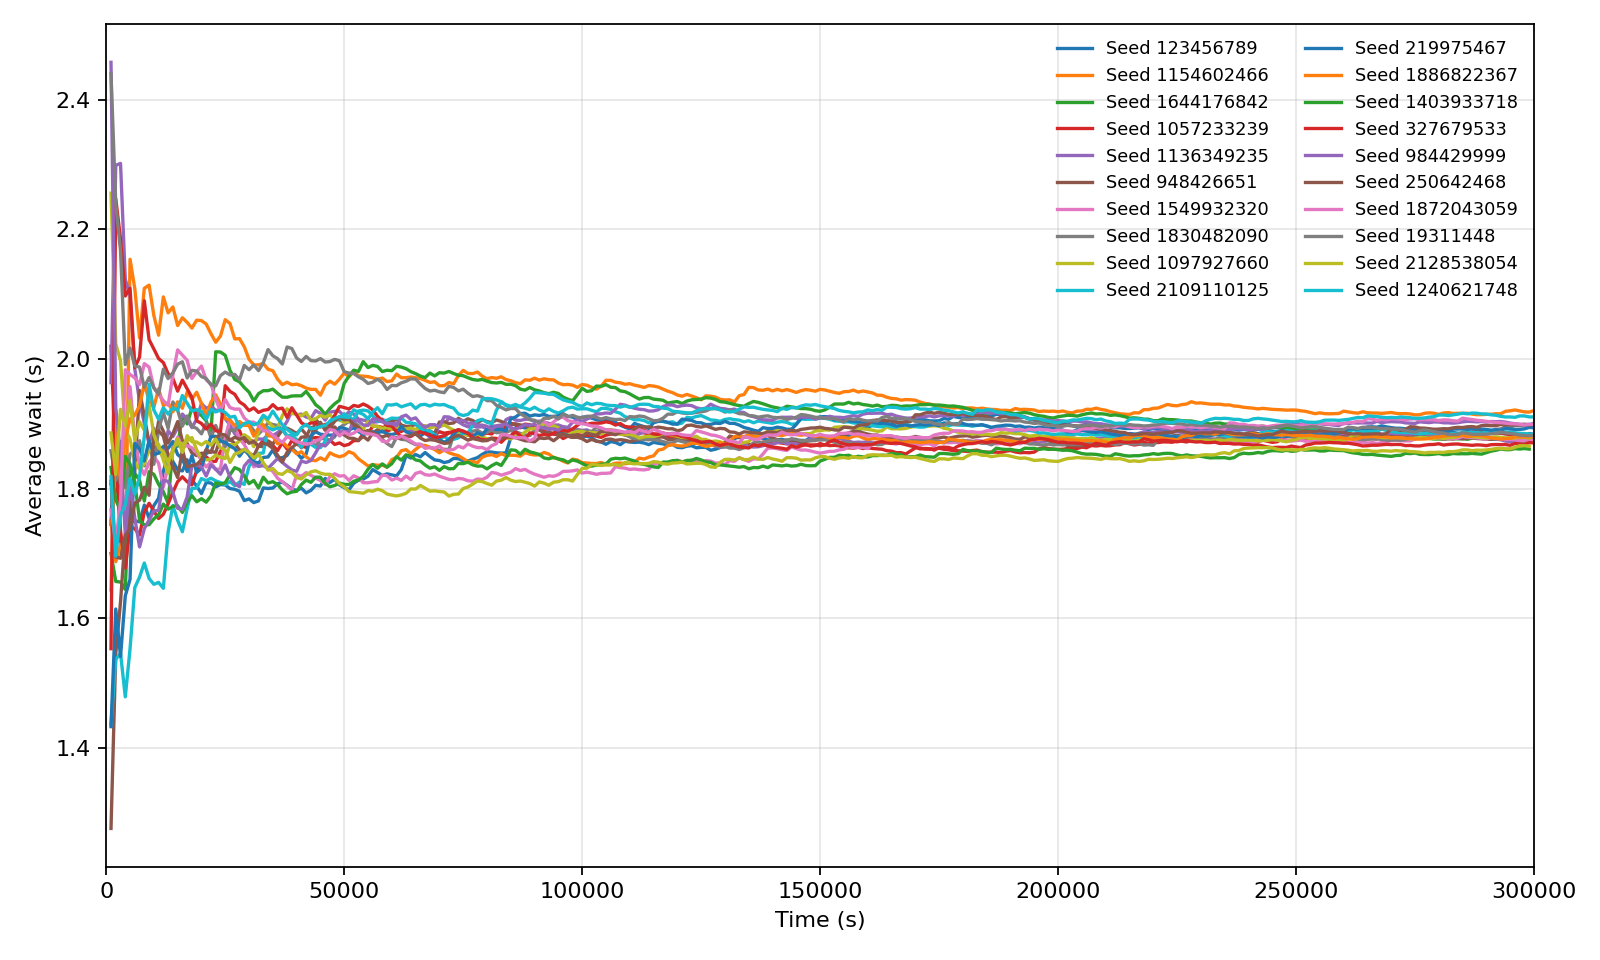 Seed 123456789
Seed 1154602466
Seed 1644176842
Seed 1057233239
Seed 1136349235
Seed 948426651
Seed 1549932320
Seed 1830482090
Seed 1097927660
Seed 2109110125
Seed 219975467
Seed 1886822367
Seed 1403933718
Seed 327679533
Seed 984429999
Seed 250642468
Seed 1872043059
Seed 19311448
Seed 2128538054
Seed 1240621748
Average wait (s)
2.4
2.2
2.0
1.8
1.6
1.4
0
50000
100000
150000
200000
250000
300000
Time (s)